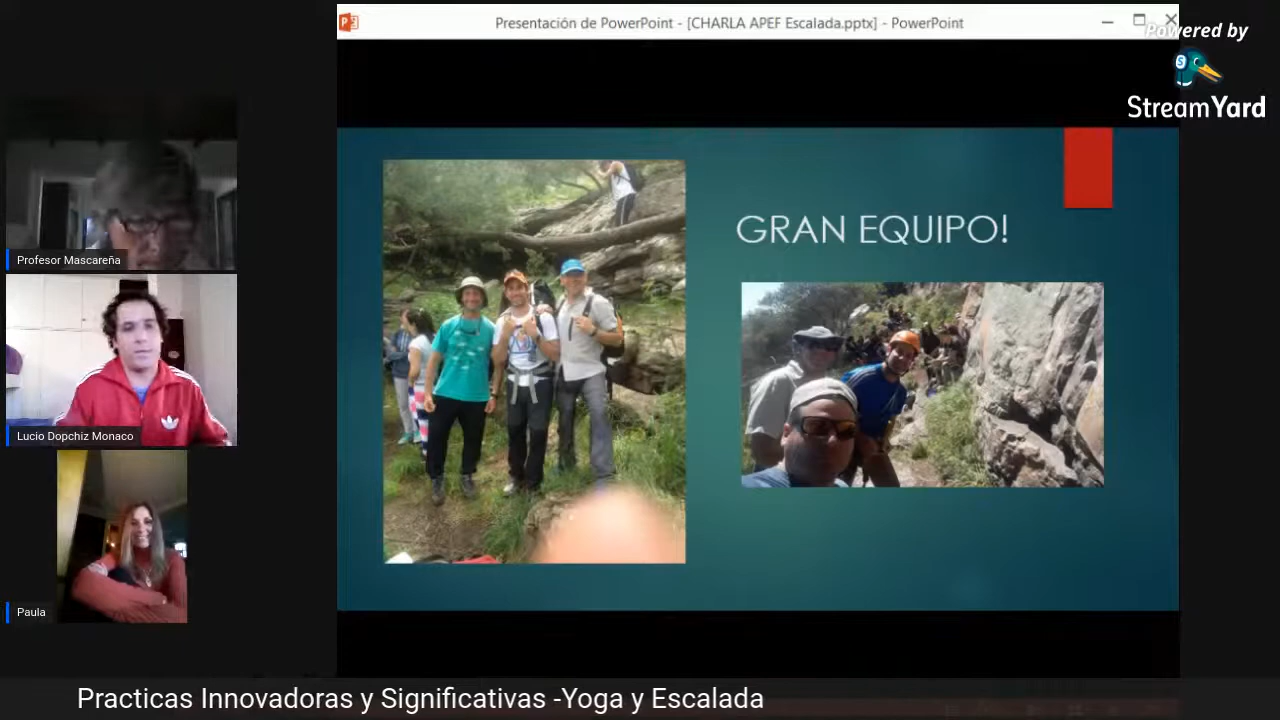 Presentación de PowerPoint - [CHARLA APEF Escalada.pptx] - PowerPoint
Powered by
StreamYard
GRAN EQUIPO!
Profesor Mascareña
Lucio Dopchiz Monaco
Paula
Practicas Innovadoras y Significativas -Yoga y Escalada